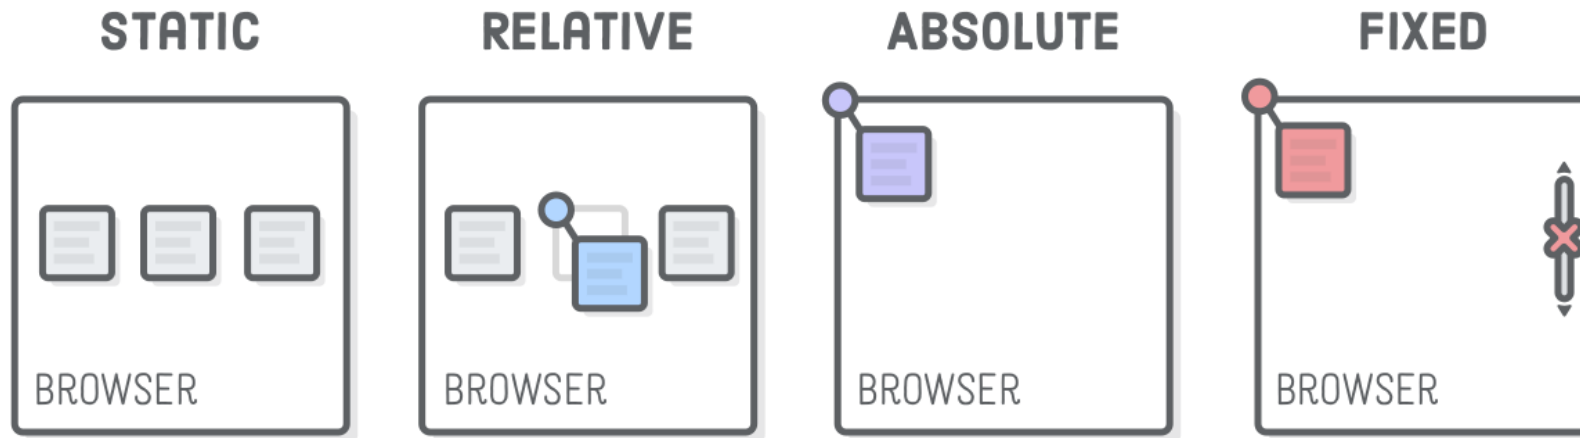 STATIC
RELATIVE
ABSOLUTE
FIXED
BROWSER
BROWSER
BROWSER
BROWSER